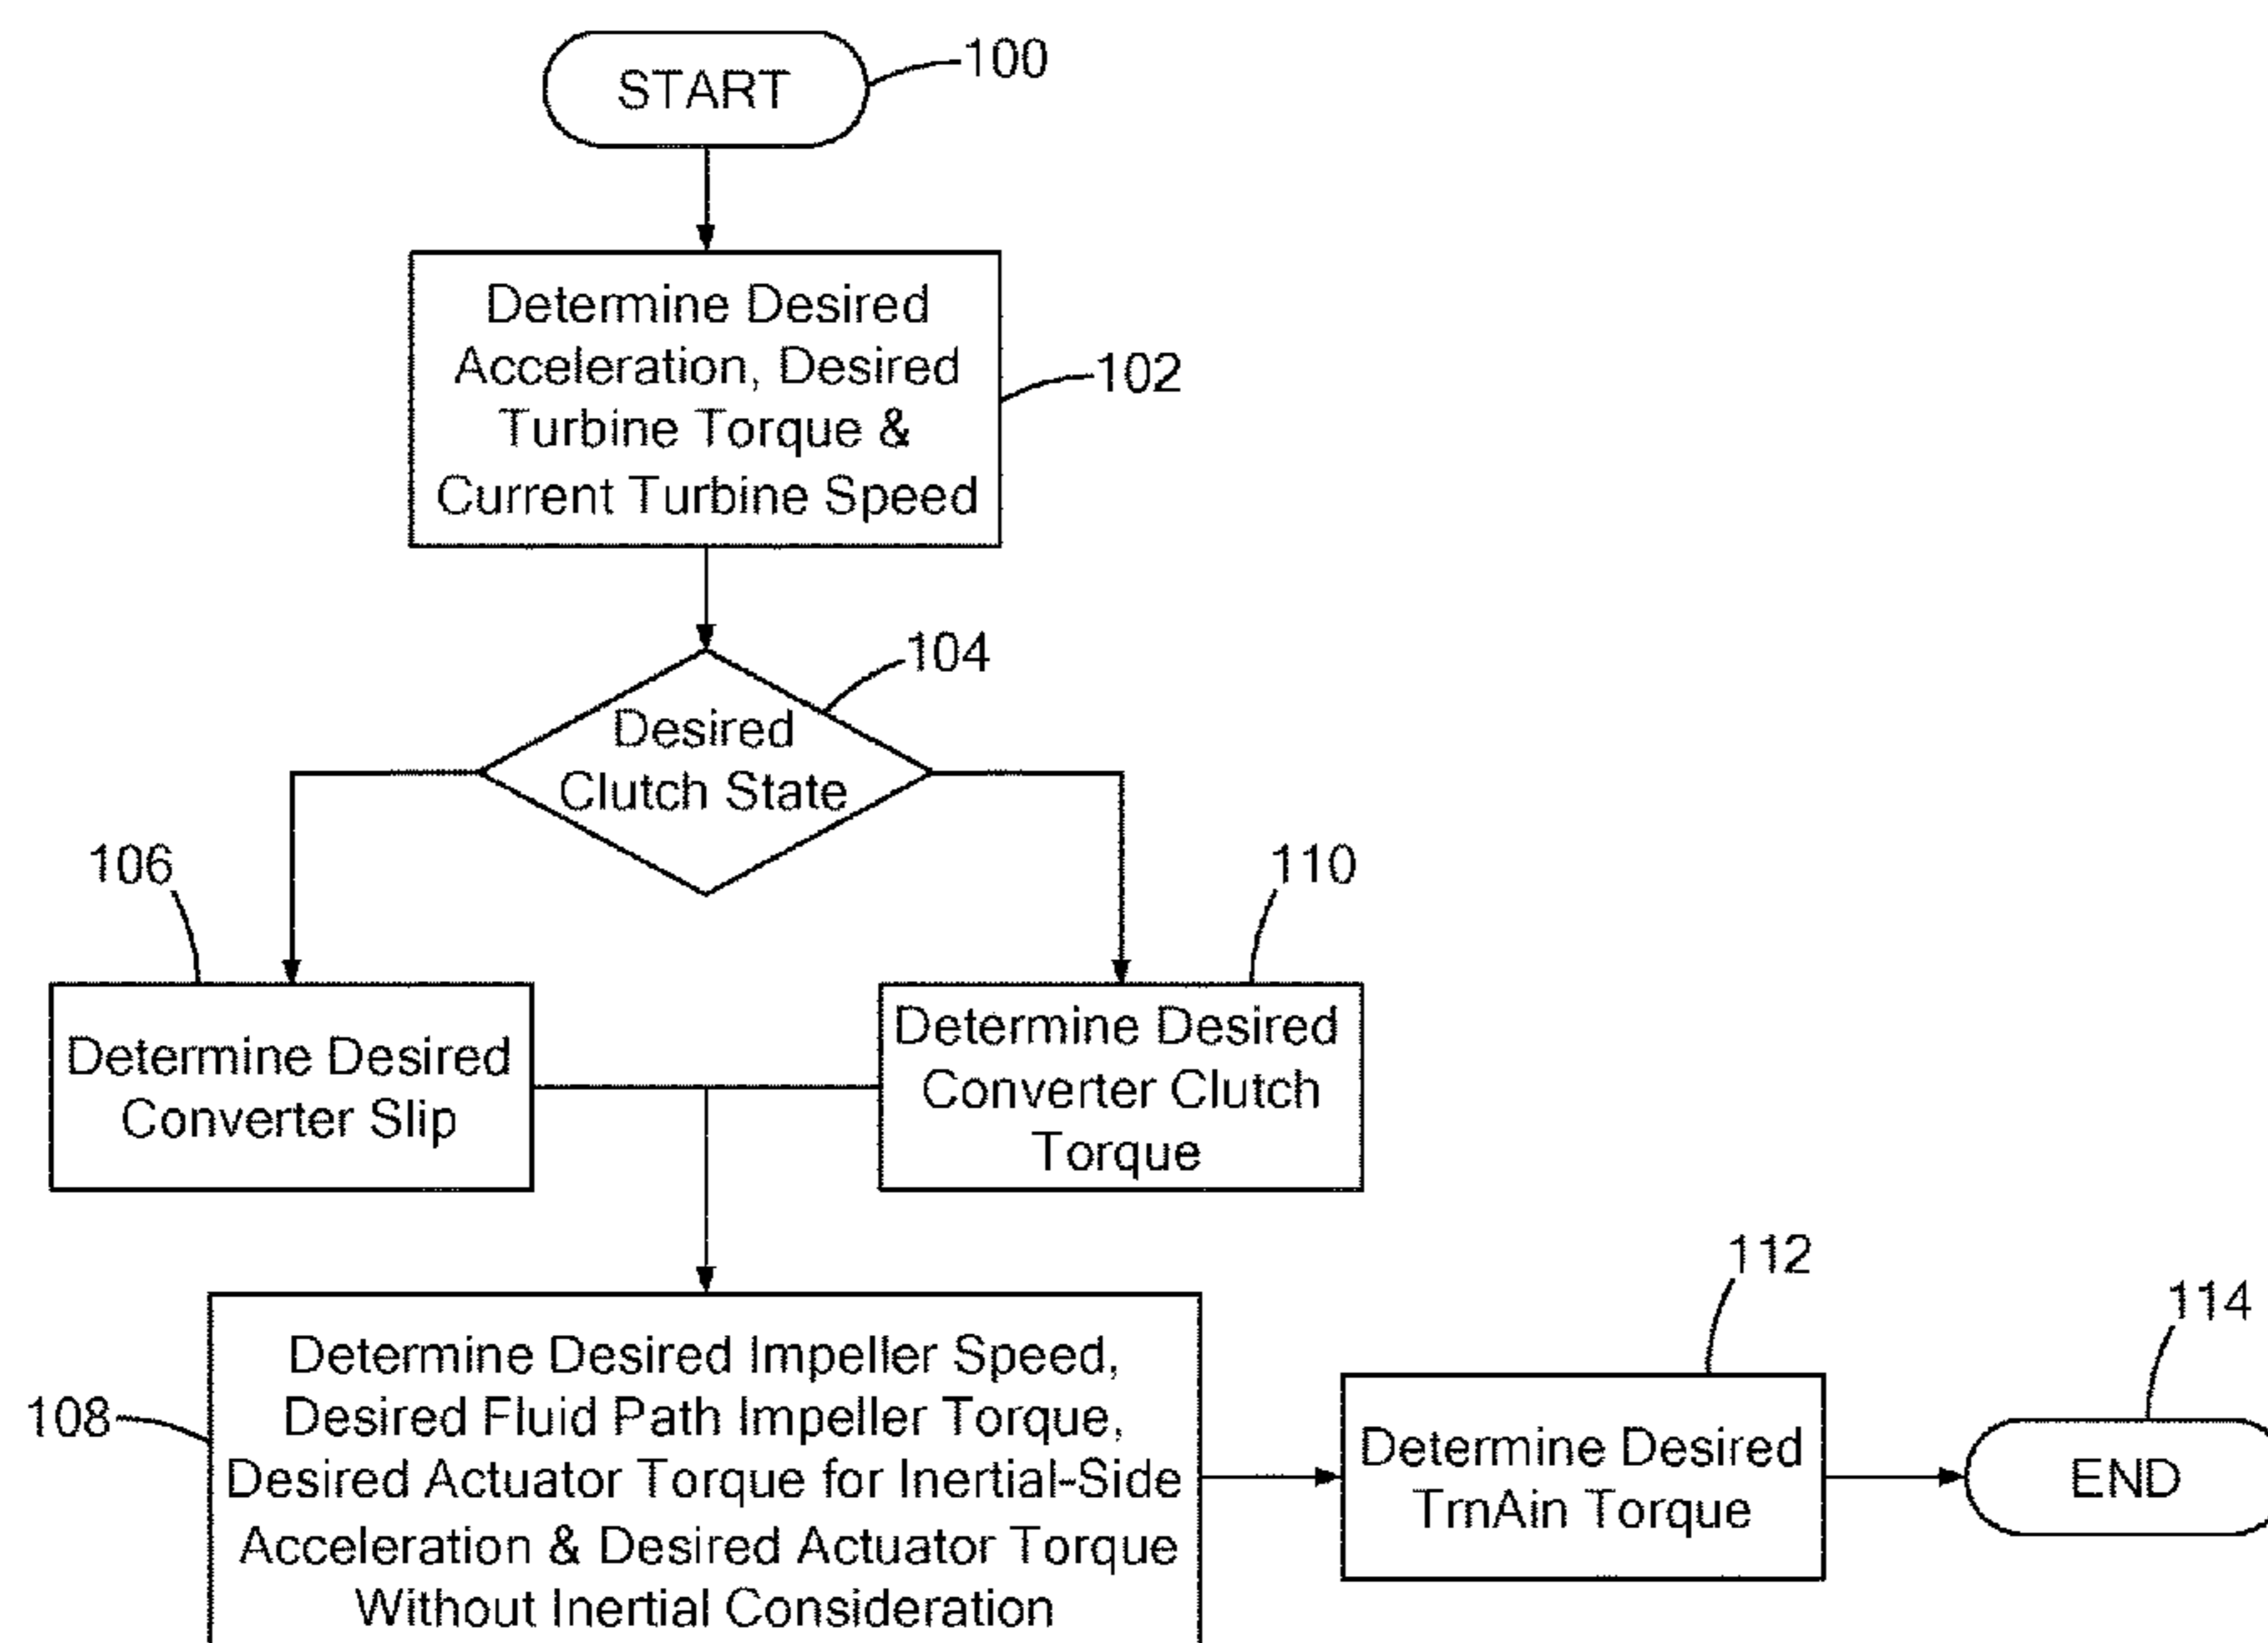 START
100
Determine Desired
Acceleration, Desired
Turbine Torque &
Current Turbine Speed
102
Desired
Clutch State
104
106
Determine Desired
Converter Slip
110
Determine Desired
Converter Clutch
Torque
108
Determine Desired Impeller Speed,
Desired Fluid Path Impeller Torque,
Desired Actuator Torque for Inertial-Side
Acceleration & Desired Actuator Torque
Without Inertial Consideration
112
Determine Desired
TrnAin Torque
114
END